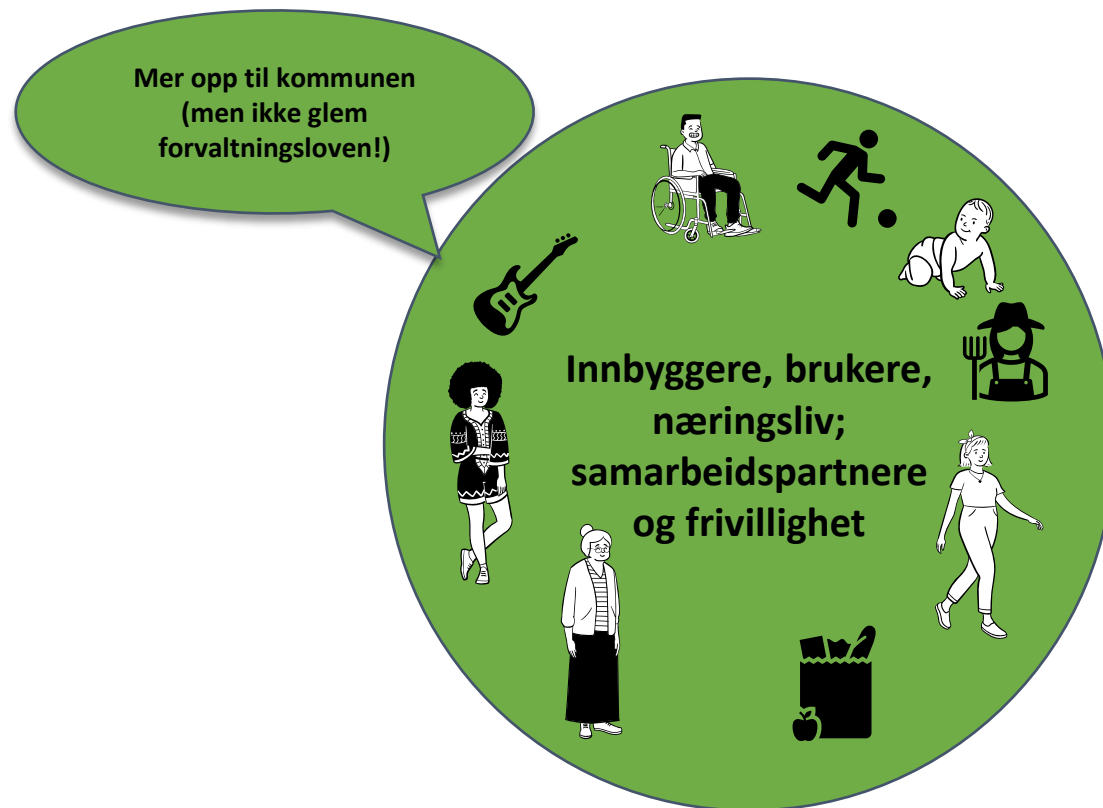 Mer opp til kommunen
(men ikke glem
forvaltningsloven!)
Innbyggere, brukere,
næringsliv;
samarbeidspartnere
og frivillighet